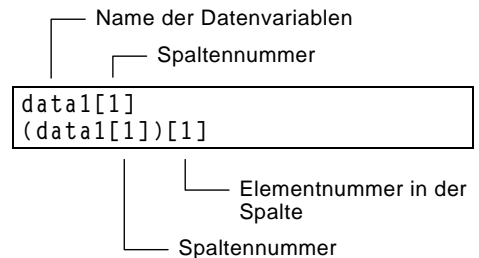 Name der Datenvariablen
Spaltennummer
data1[1]
(data1[1])[1]
Elementnummer in der
Spalte
Spaltennummer